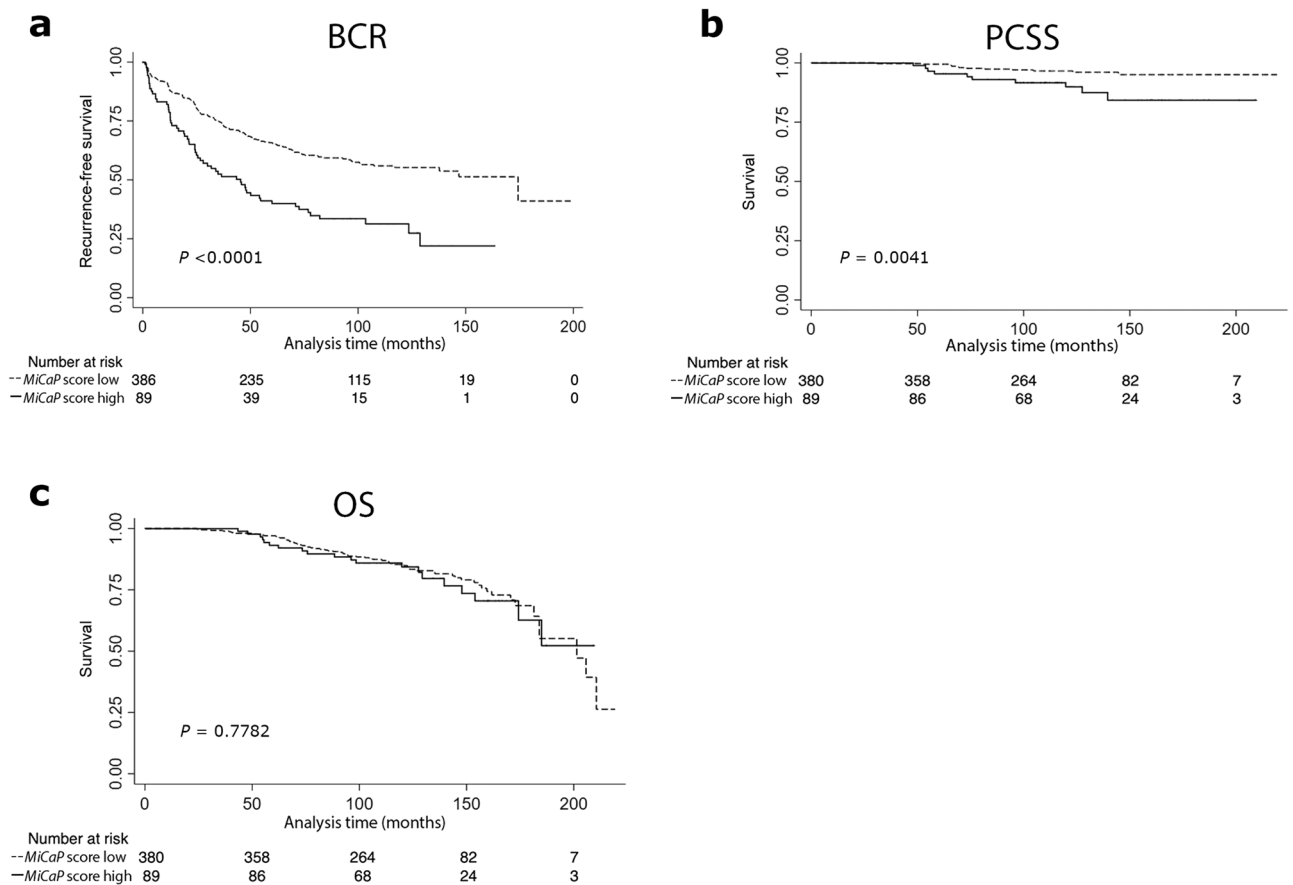 a
BCR
Recurrence-free survival
1.00
0.75
0.50
0.25
0.00
P <0.0001
0 50 100 150 200
Analysis time (months)
Number at risk
MiCaP score low 386 235 115 19 0
MiCaP score high 89 39 15 1 0
b
PCSS
Survival
1.00
0.75
0.50
0.25
0.00
P = 0.0041
0 50 100 150 200
Analysis time (months)
Number at risk
MiCaP score low 380 358 264 82 7
MiCaP score high 89 86 68 24 3
c
OS
Survival
1.00
0.75
0.50
0.25
0.00
P = 0.7782
0 50 100 150 200
Analysis time (months)
Number at risk
MiCaP score low 380 358 264 82 7
MiCaP score high 89 86 68 24 3